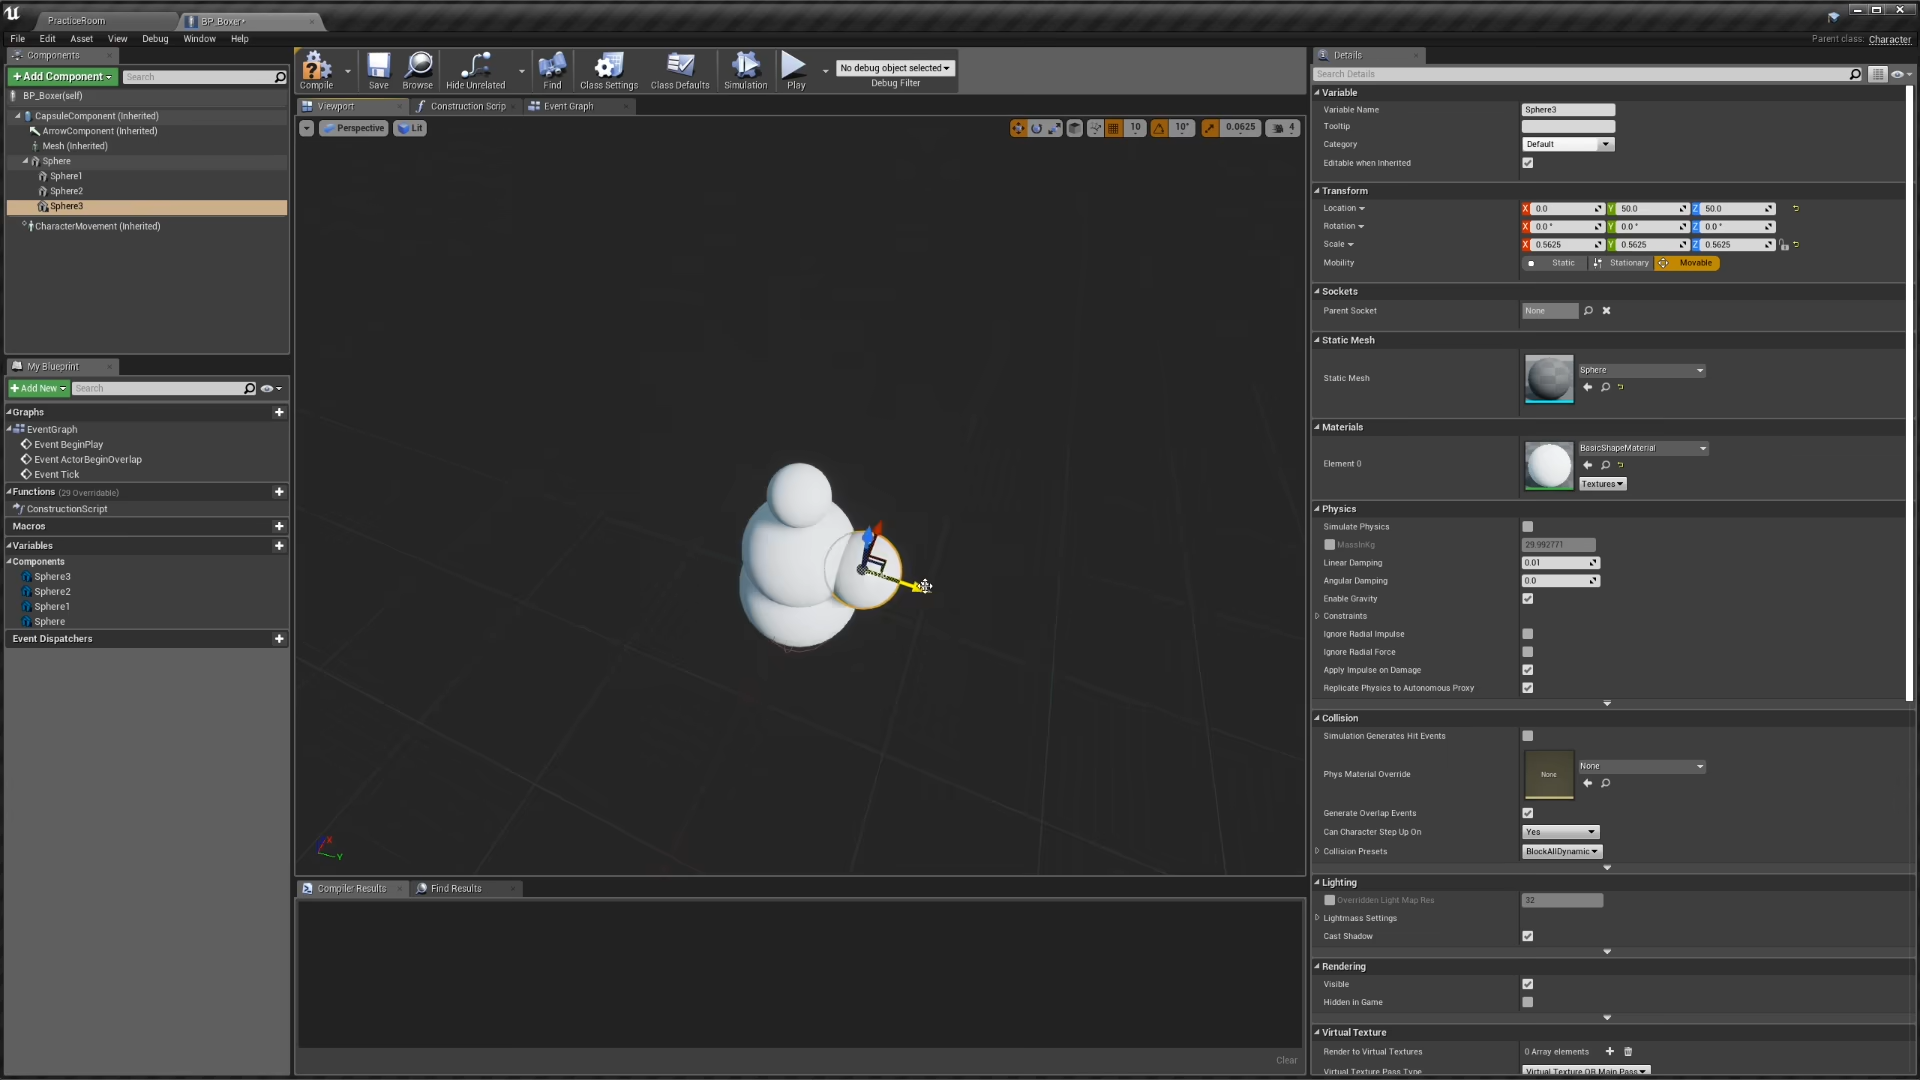 PracticeRoom
BP_Boxer*
File Edit Asset View Debug Window Help
Parent class: Character
Components
+Add Component
Search
BP_Boxer(self)
CapsuleComponent (Inherited)
ArrowComponent (Inherited)
Mesh (Inherited)
Sphere
Sphere1
Sphere2
Sphere3
CharacterMovement (Inherited)
My Blueprint
+Add New
Search
Graphs
EventGraph
Event BeginPlay
Event ActorBeginOverlap
Event Tick
Functions (29 Overridable)
ConstructionScript
Macros
Variables
Components
Sphere3
Sphere2
Sphere1
Sphere
Event Dispatchers
Compile
Save
Browse
Hide Unrelated
Find
Class Settings
Class Defaults
Simulation
Play
No debug object selected
Debug Filter
Viewport
Construction Scrip
Event Graph
Perspective
Lit
10
10°
0.0625
4
X
Y
Compiler Results
Find Results
Clear
Details
Search Details
Variable
Variable Name Sphere3
Tooltip
Category Default
Editable when Inherited
Transform
Location X 0.0 Y 50.0 Z 50.0
Rotation X 0.0 ° Y 0.0 ° Z 0.0 °
Scale X 0.5625 Y 0.5625 Z 0.5625
Mobility Static Stationary Movable
Sockets
Parent Socket None
Static Mesh
Static Mesh Sphere
Materials
Element 0 BasicShapeMaterial
Textures
Physics
Simulate Physics
MassInKg 29.992771
Linear Damping 0.01
Angular Damping 0.0
Enable Gravity
Constraints
Ignore Radial Impulse
Ignore Radial Force
Apply Impulse on Damage
Replicate Physics to Autonomous Proxy
Collision
Simulation Generates Hit Events
Phys Material Override None None
Generate Overlap Events
Can Character Step Up On Yes
Collision Presets BlockAllDynamic
Lighting
Overridden Light Map Res 32
Lightmass Settings
Cast Shadow
Rendering
Visible
Hidden in Game
Virtual Texture
Render to Virtual Textures 0 Array elements
Virtual Texture Pass Type Virtual Texture OR Main Pass